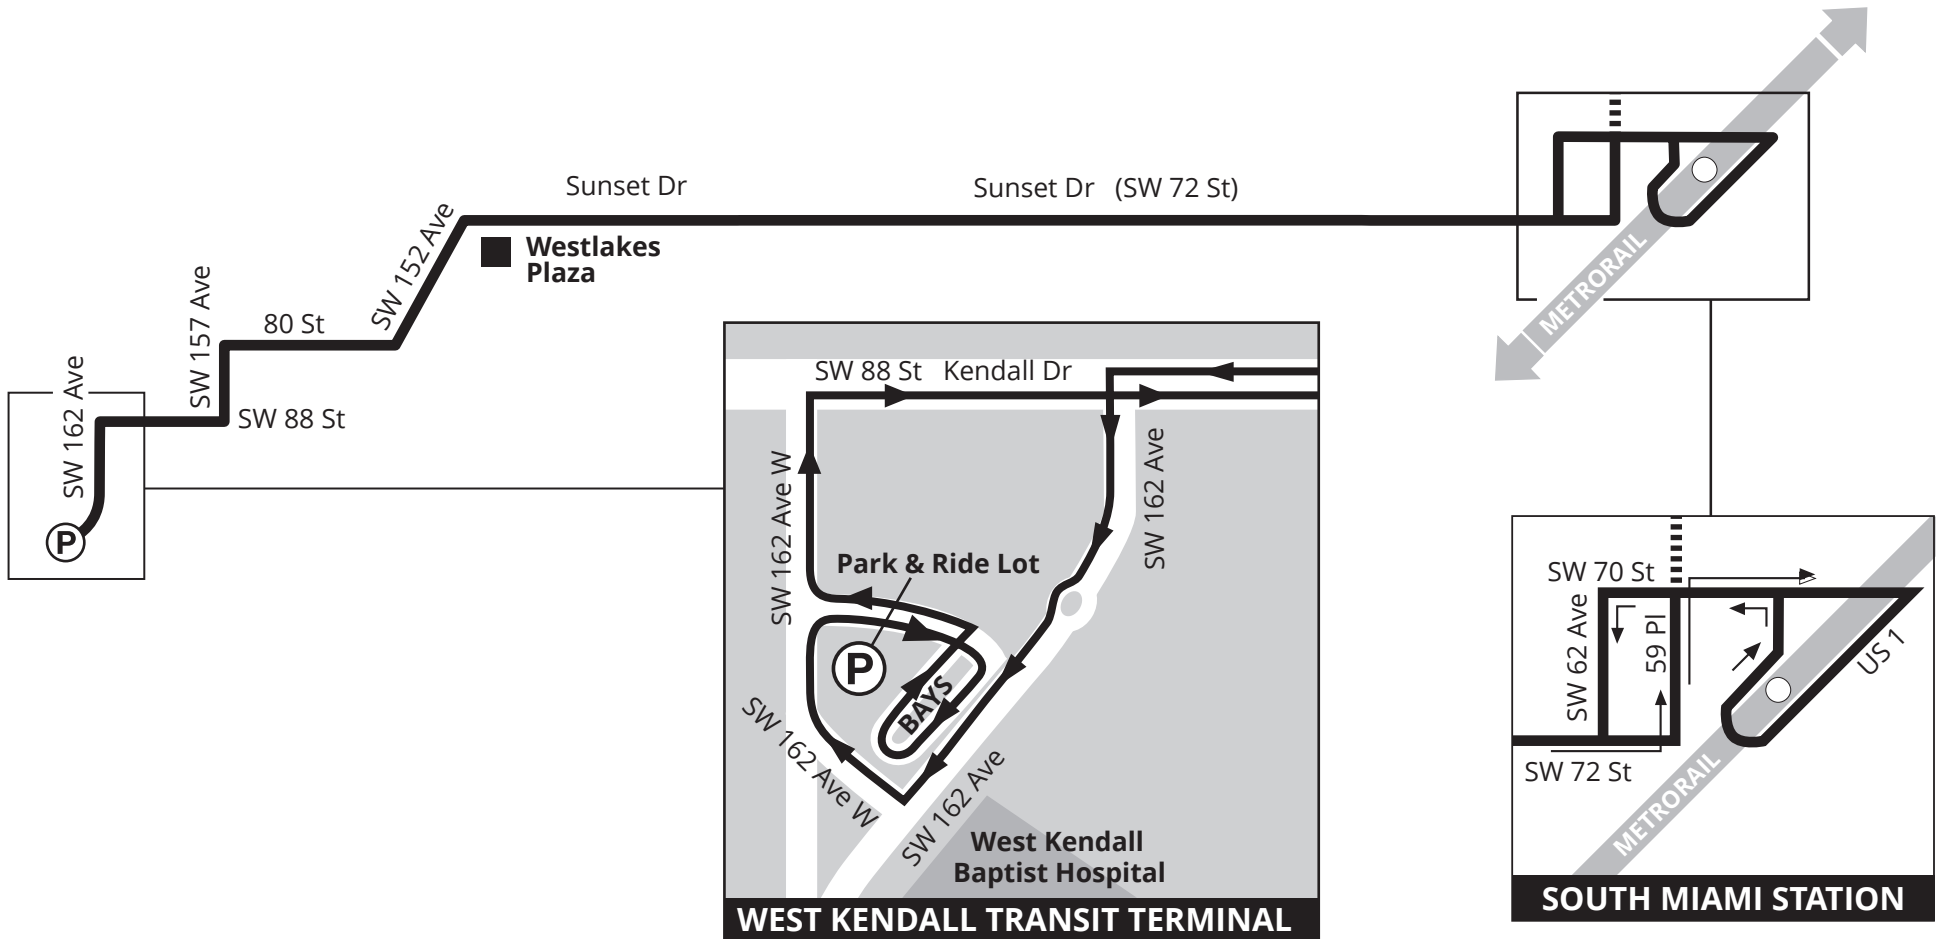 Sunset Dr
Sunset Dr (SW 72 St)
SW 152 Ave
Westlakes
Plaza
METRORAIL
SW 157 Ave
80 St
SW 162 Ave
SW 88 St
P
SW 88 St Kendall Dr
SW 162 Ave W
SW 162 Ave
Park & Ride Lot
P
BAYS
SW 162 Ave W
SW 162 Ave
West Kendall
Baptist Hospital
WEST KENDALL TRANSIT TERMINAL
SW 70 St
SW 62 Ave
59 Pl
US 1
SW 72 St
METRORAIL
SOUTH MIAMI STATION